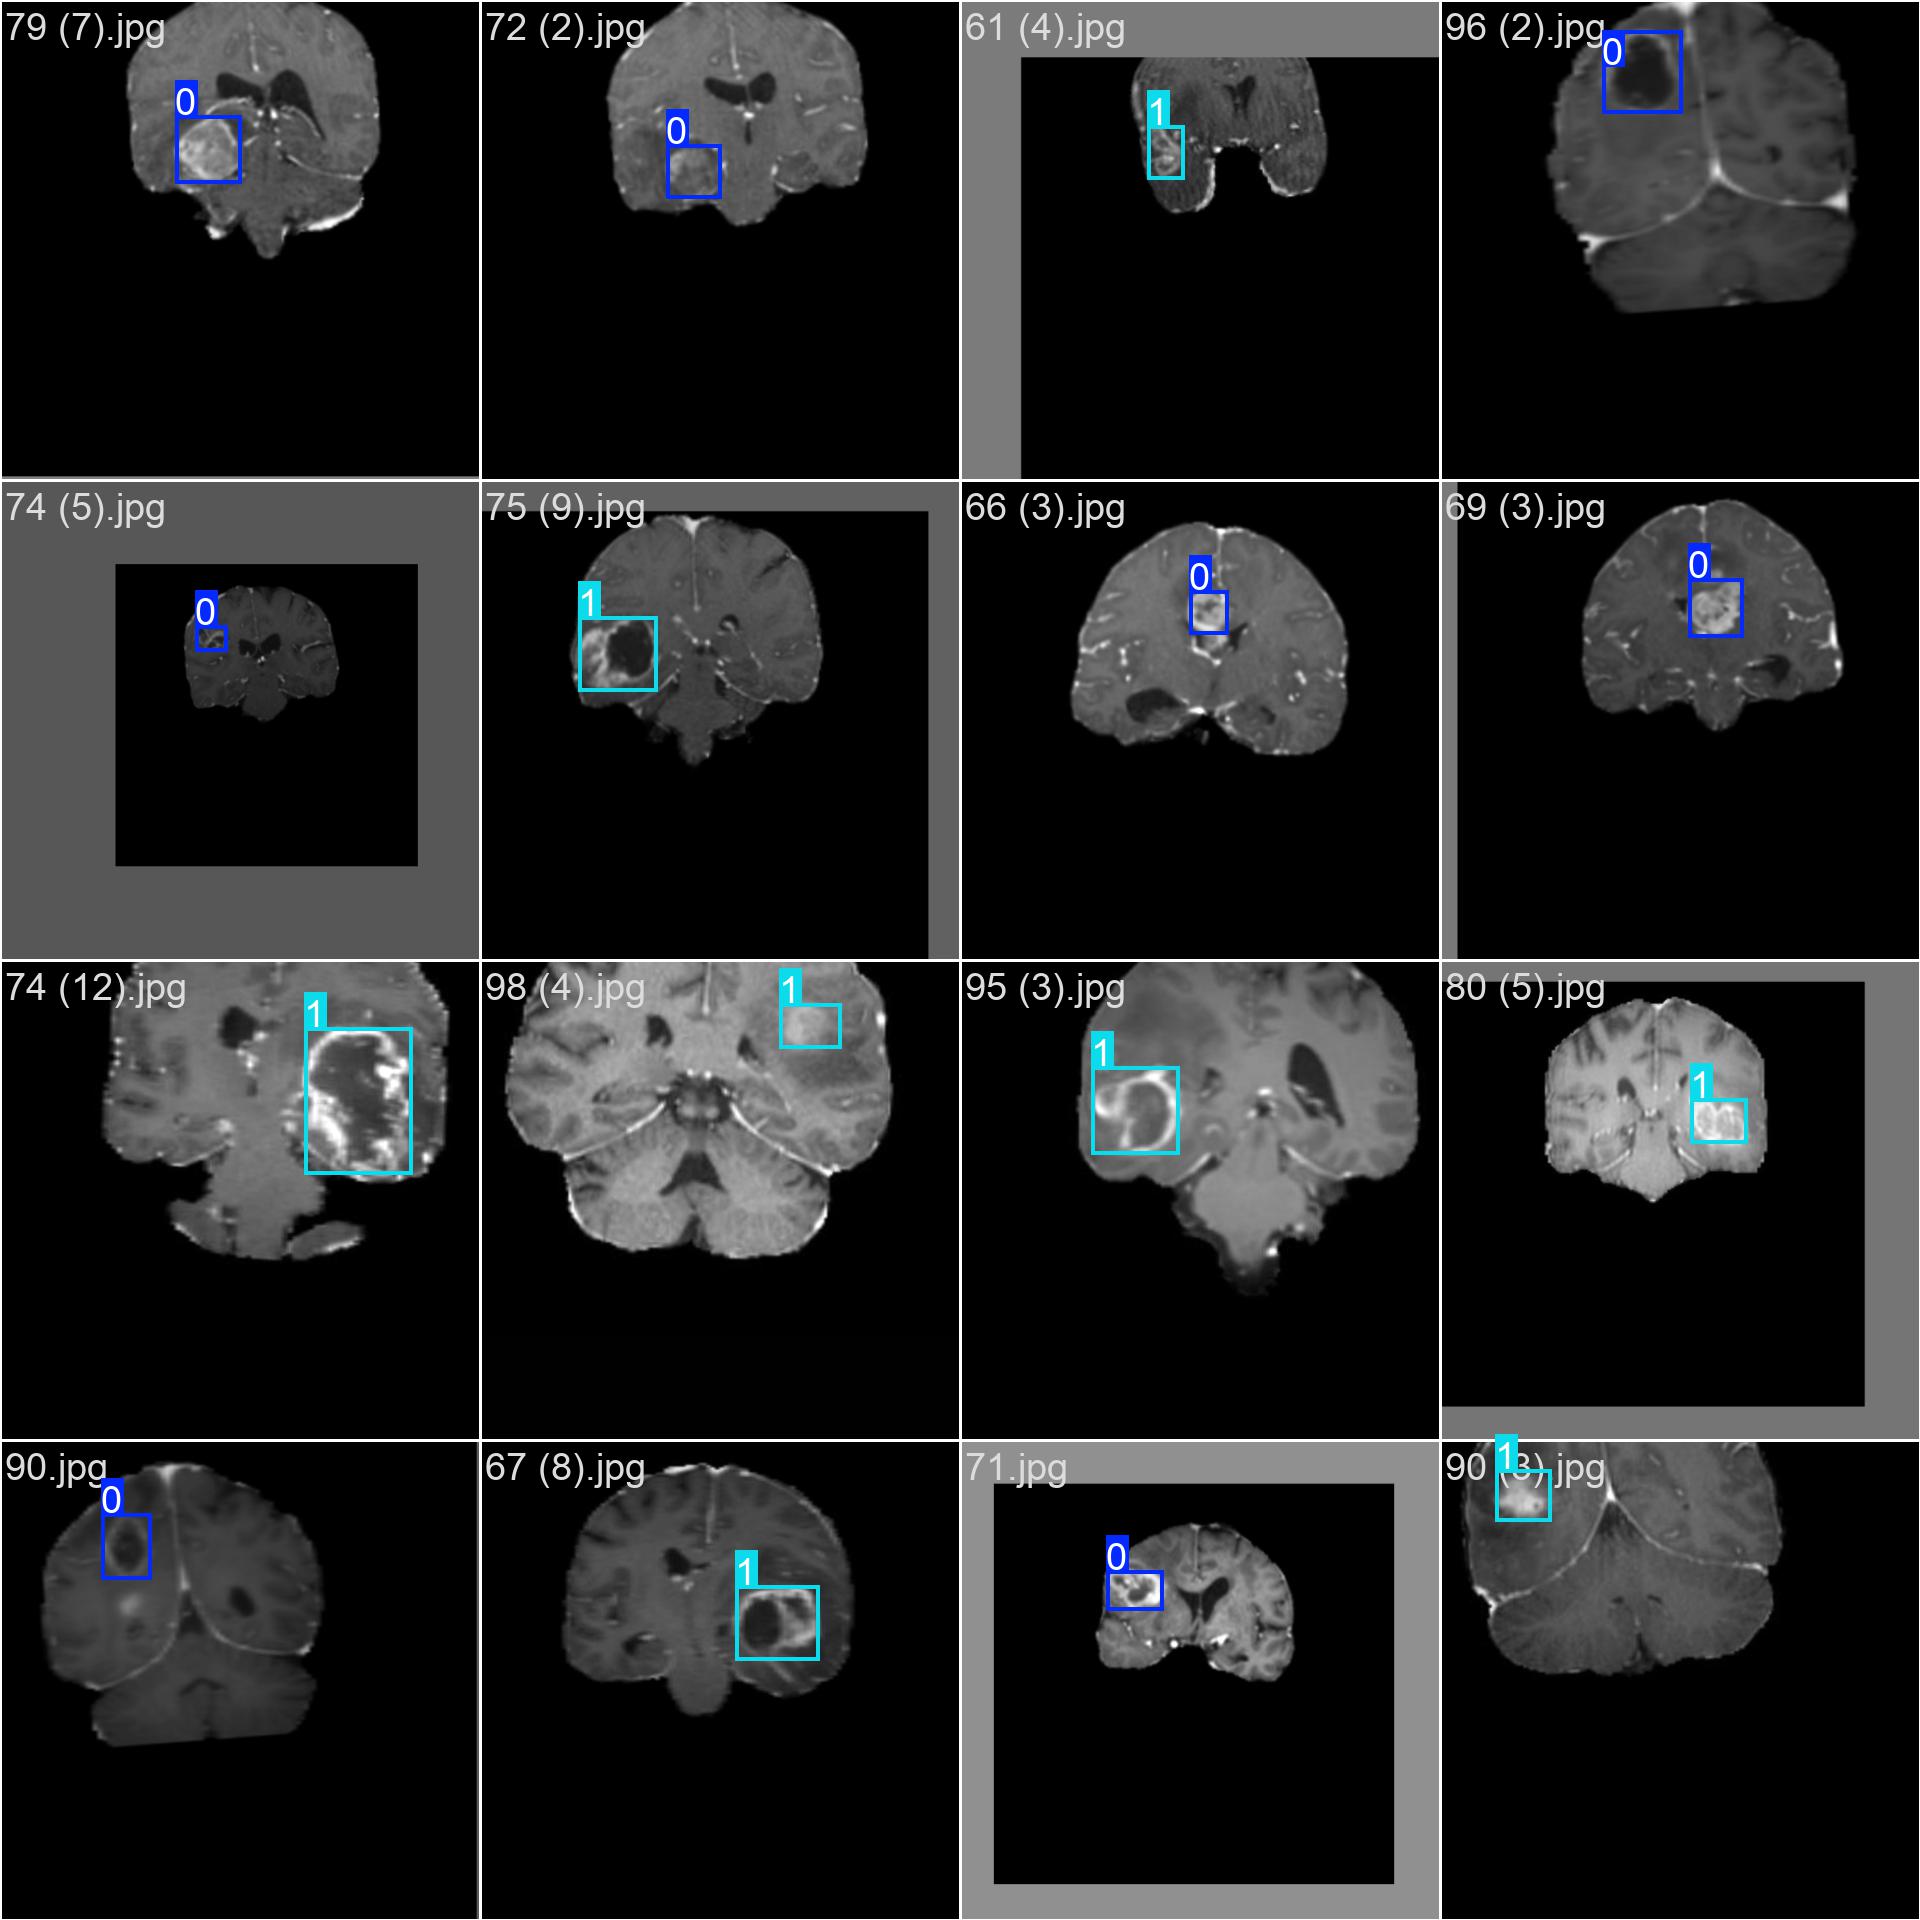 79 (7).jpg
72 (2).jpg
61 (4).jpg
96 (2).jpg
0
0
1
0
74 (5).jpg
75 (9).jpg
66 (3).jpg
69 (3).jpg
0
1
0
0
74 (12).jpg
98 (4).jpg
95 (3).jpg
80 (5).jpg
1
1
1
1
90.jpg
67 (8).jpg
71.jpg
90 (3).jpg
0
1
0
1